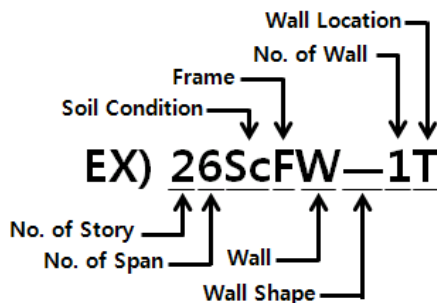 Wall Location
No. of Wall
Frame
Soil Condition
EX) 26ScFW—1T
No. of Story
No. of Span
Wall
Wall Shape